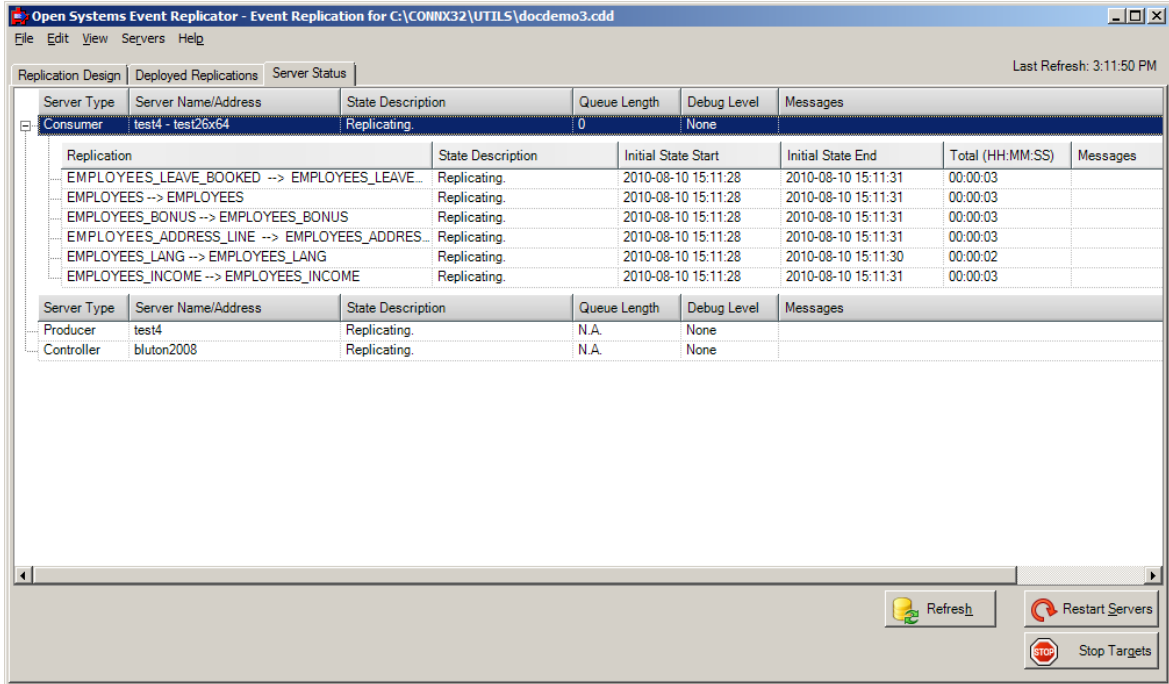 Open Systems Event Replicator - Event Replication for C:\CONNX32\UTILS\docdemo3.cdd
File Edit View Servers Help
Replication Design Deployed Replications Server Status Last Refresh: 3:11:50 PM
Server Type Server Name/Address State Description Queue Length Debug Level Messages
Consumer test4 - test26x64 Replicating. 0 None
Replication State Description Initial State Start Initial State End Total (HH:MM:SS) Messages
EMPLOYEES_LEAVE_BOOKED --> EMPLOYEES_LEAVE... Replicating. 2010-08-10 15:11:28 2010-08-10 15:11:31 00:00:03
EMPLOYEES --> EMPLOYEES Replicating. 2010-08-10 15:11:28 2010-08-10 15:11:31 00:00:03
EMPLOYEES_BONUS --> EMPLOYEES_BONUS Replicating. 2010-08-10 15:11:28 2010-08-10 15:11:31 00:00:03
EMPLOYEES_ADDRESS_LINE --> EMPLOYEES_ADDRES... Replicating. 2010-08-10 15:11:28 2010-08-10 15:11:31 00:00:03
EMPLOYEES_LANG --> EMPLOYEES_LANG Replicating. 2010-08-10 15:11:28 2010-08-10 15:11:30 00:00:02
EMPLOYEES_INCOME --> EMPLOYEES_INCOME Replicating. 2010-08-10 15:11:28 2010-08-10 15:11:31 00:00:03
Server Type Server Name/Address State Description Queue Length Debug Level Messages
Producer test4 Replicating. N.A. None
Controller bluton2008 Replicating. N.A. None
Refresh Restart Servers
STOP Stop Targets